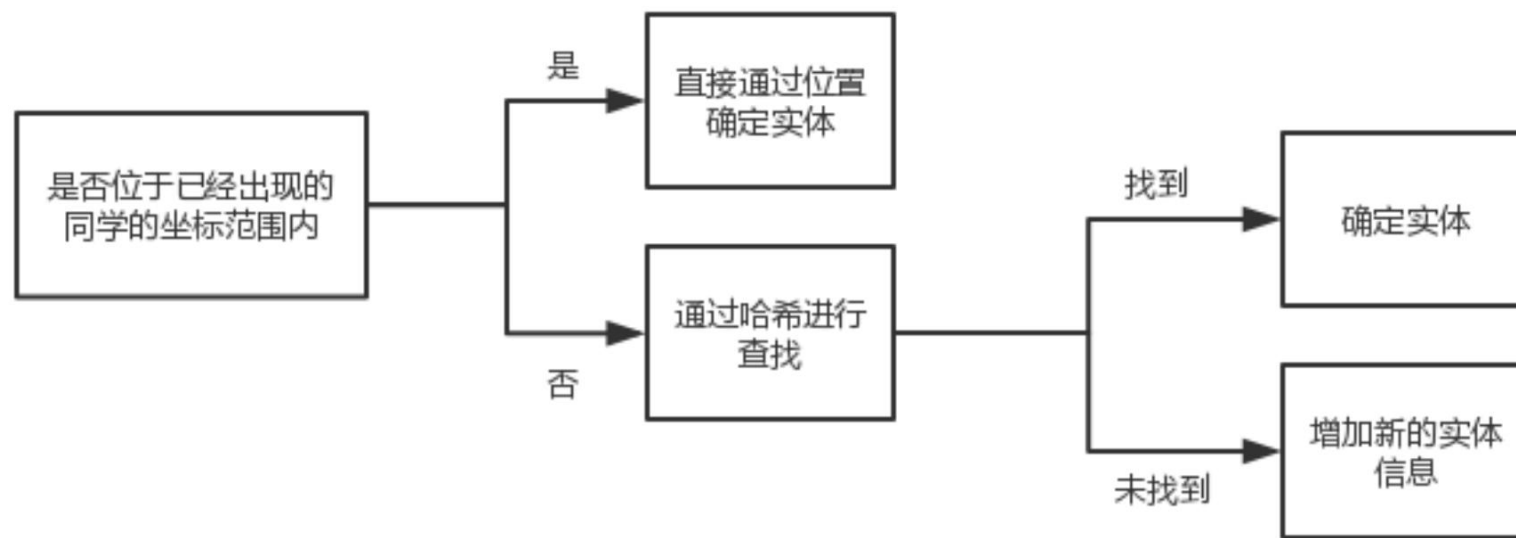 是否位于已经出现的
同学的坐标范围内
是
直接通过位置
确定实体
否
通过哈希进行
查找
找到
确定实体
未找到
增加新的实体
信息